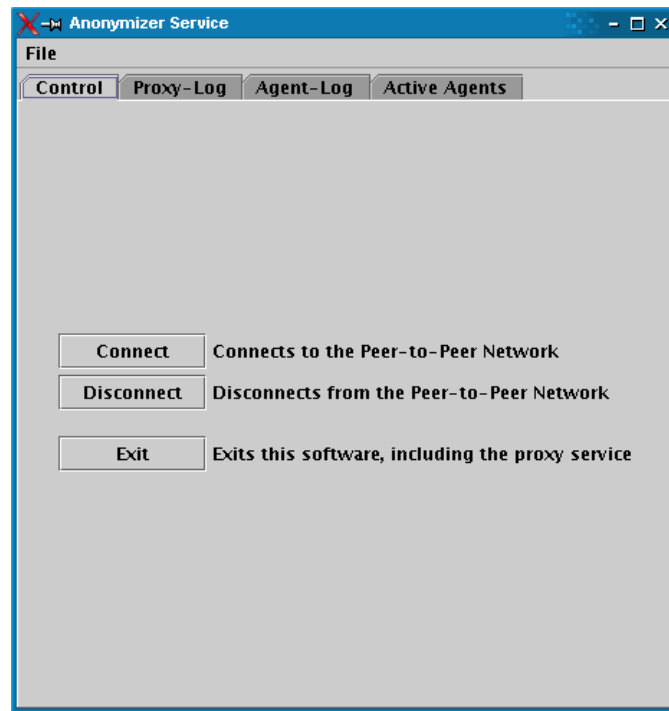 Anonymizer Service
File
Control Proxy-Log Agent-Log Active Agents
Connect Connects to the Peer-to-Peer Network
Disconnect Disconnects from the Peer-to-Peer Network
Exit Exits this software, including the proxy service